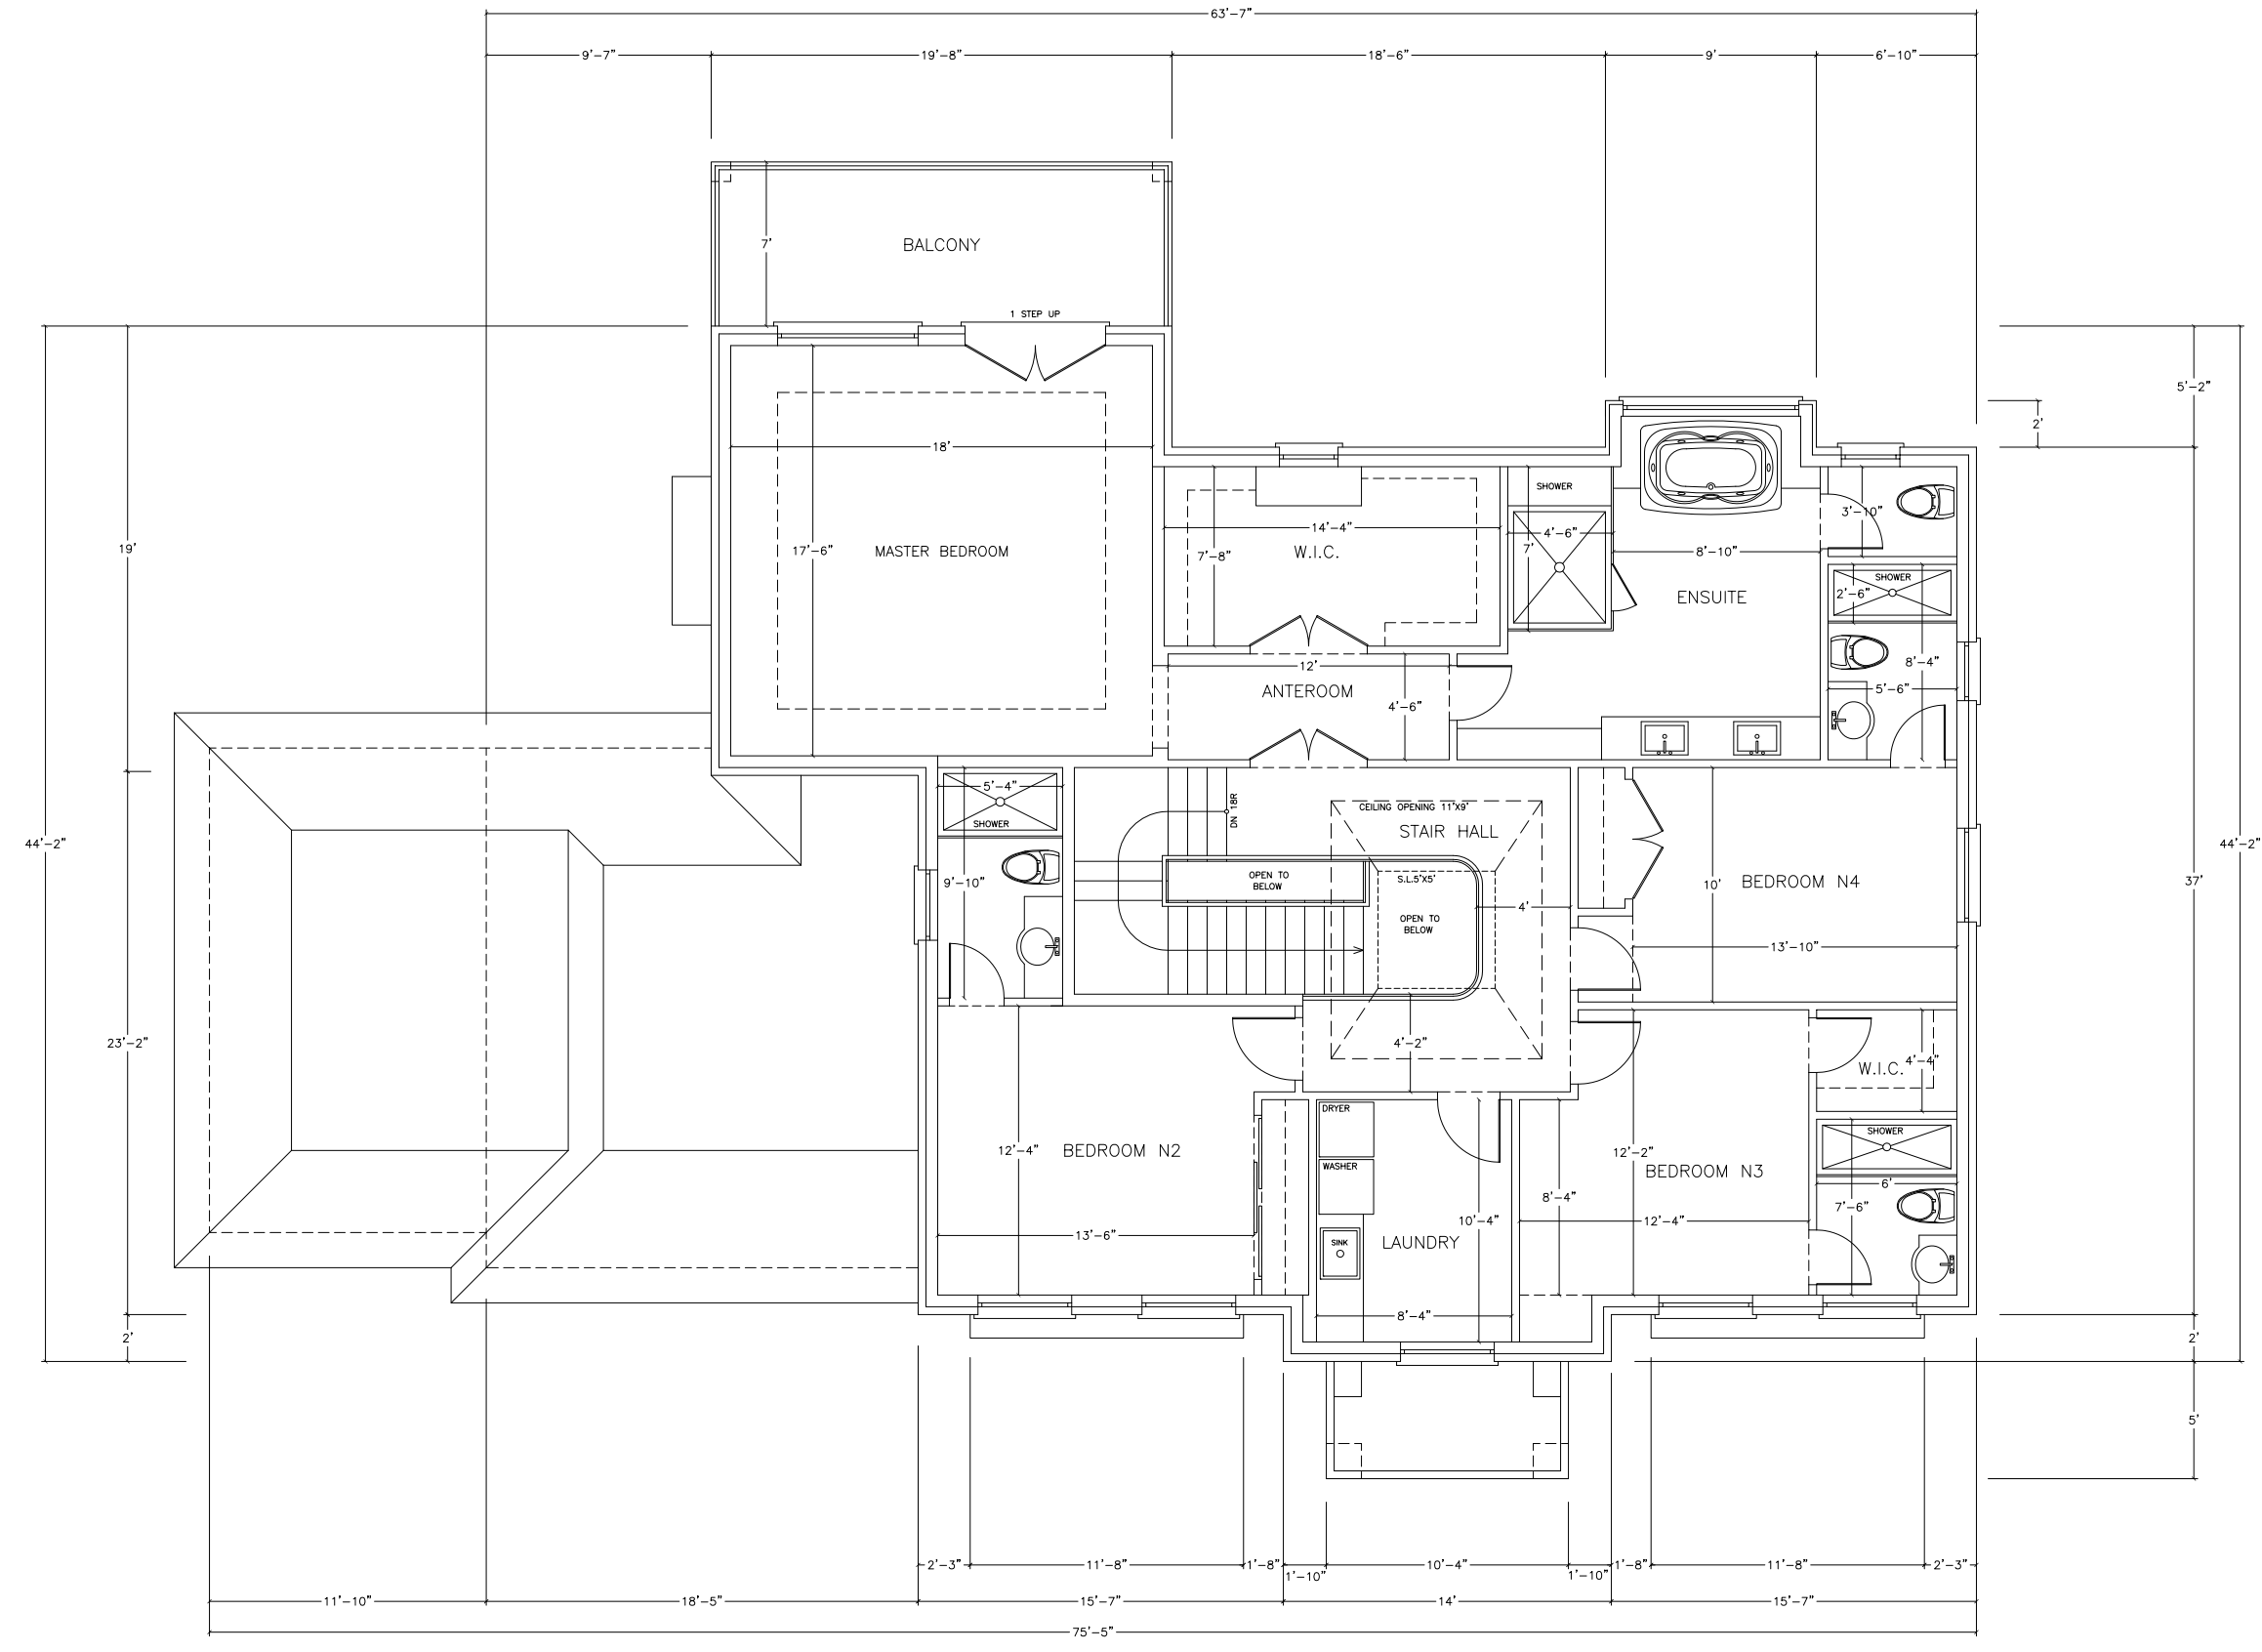 63'-7"
9'-7"
19'-8"
18'-6"
9'
6'-10"
7'
BALCONY
1 STEP UP
5'-2"
2'
18'
SHOWER
3'-10"
14'-4"
4'-6"
19'
17'-6"
MASTER BEDROOM
7'-8"
W.I.C.
7'
8'-10"
SHOWER
2'-6"
ENSUITE
12'
8'-4"
ANTEROOM
5'-6"
4'-6"
5'-4"
DN 18R
CEILING OPENING 11'X9'
SHOWER
STAIR HALL
44'-2"
44'-2"
9'-10"
OPEN TO
BELOW
S.L.5'X5'
10'
BEDROOM N4
37'
4'
OPEN TO
BELOW
13'-10"
23'-2"
4'-2"
4'-4"
W.I.C.
DRYER
SHOWER
12'-4"
BEDROOM N2
12'-2"
WASHER
BEDROOM N3
6'
8'-4"
7'-6"
10'-4"
12'-4"
13'-6"
SINK
LAUNDRY
8'-4"
2'
2'
5'
2'-3"
11'-8"
1'-8"
10'-4"
1'-8"
11'-8"
2'-3"
1'-10"
1'-10"
11'-10"
18'-5"
15'-7"
14'
15'-7"
75'-5"